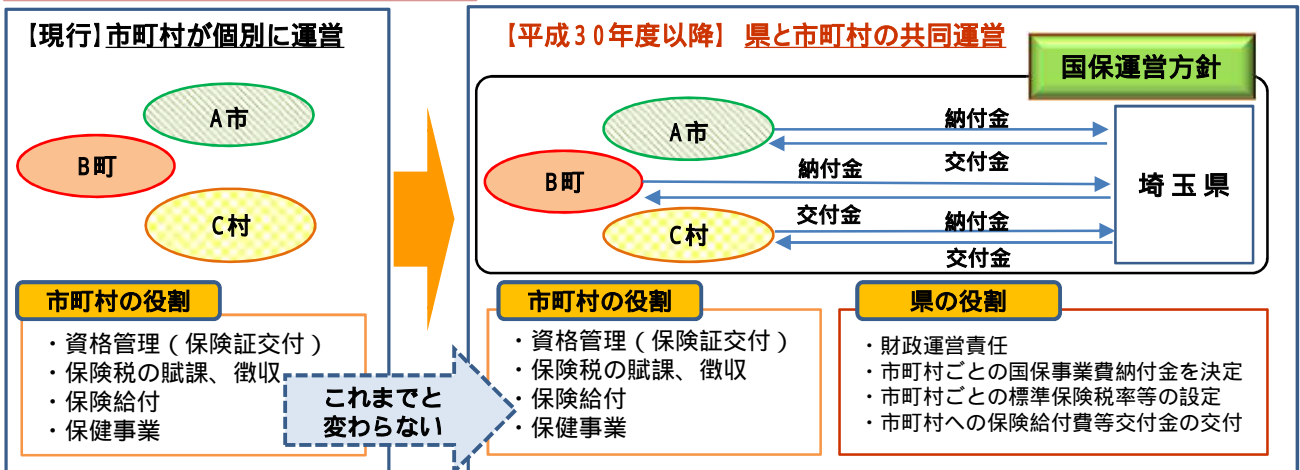 【現行】市町村が個別に運営
A市
B町
C村
市町村の役割
・資格管理（保険証交付）
・保険税の賦課、徴収
・保険給付
・保健事業
これまでと
変わらない
【平成30年度以降】 県と市町村の共同運営
国保運営方針
A市
B町
C村
納付金
交付金
納付金
交付金
納付金
交付金
埼玉県
市町村の役割
・資格管理（保険証交付）
・保険税の賦課、徴収
・保険給付
・保健事業
県の役割
・財政運営責任
・市町村ごとの国保事業費納付金を決定
・市町村ごとの標準保険税率等の設定
・市町村への保険給付費等交付金の交付